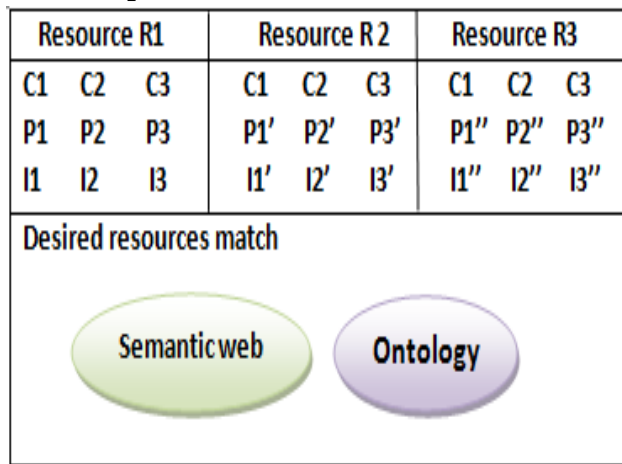 Resource R1 Resource R 2 Resource R3
C1 C2 C3 C1 C2 C3 C1 C2 C3
P1 P2 P3 P1′ P2′ P3′ P1′′ P2′′ P3′′
I1 I2 I3 I1′ I2′ I3′ I1′′ I2′′ I3′′
Desired resources match
Semantic web Ontology